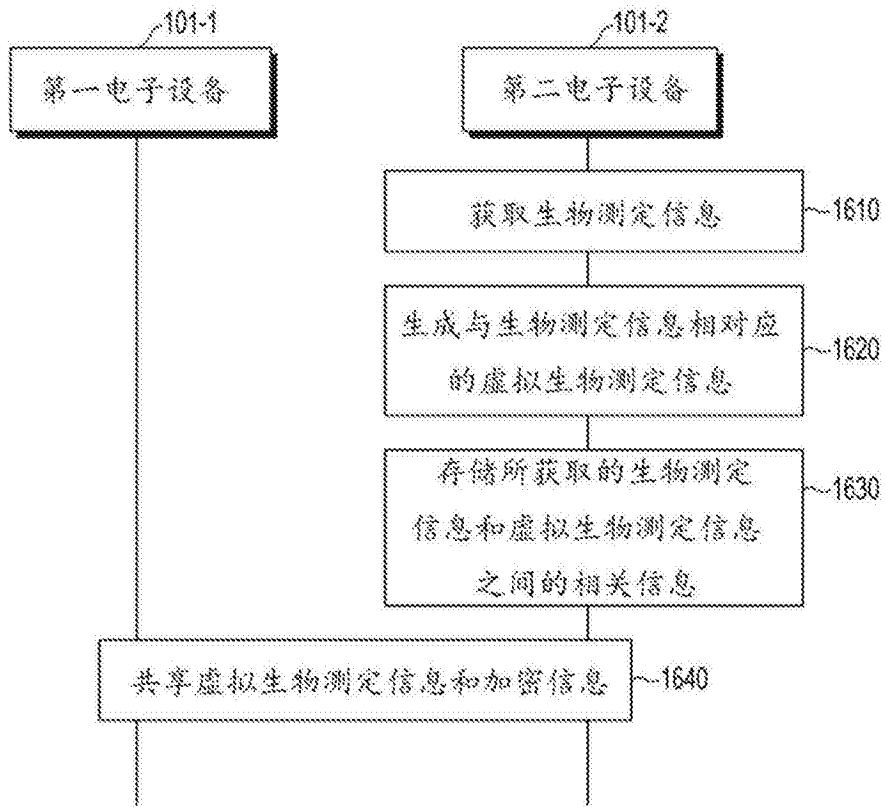 101-1
101-2
第一电子设备
第二电子设备
获取生物测定信息
1610
生成与生物测定信息相对应
的虚拟生物测定信息
1620
存储所获取的生物测定
信息和虚拟生物测定信息
之间的相关信息
1630
共享虚拟生物测定信息和加密信息
1640